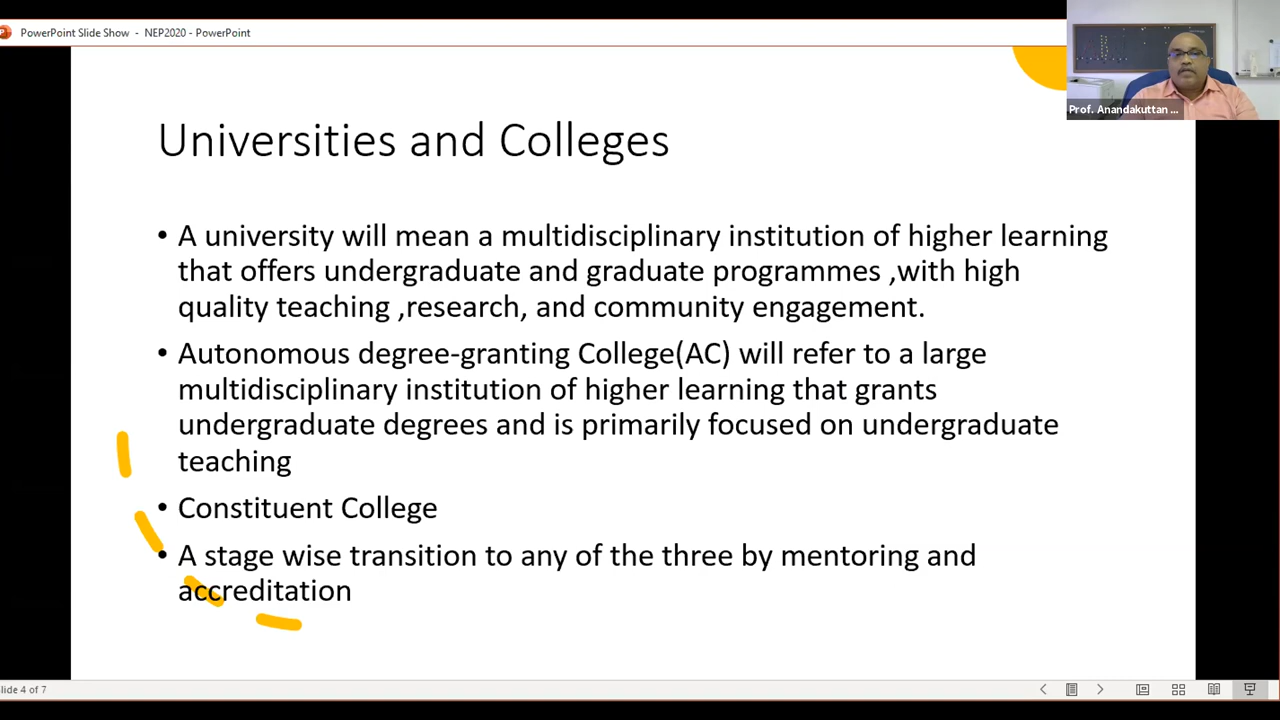 PowerPoint Slide Show - NEP2020 - PowerPoint
Prof. Anandakuttan ...
Universities and Colleges
• A university will mean a multidisciplinary institution of higher learning
that offers undergraduate and graduate programmes ,with high
quality teaching ,research, and community engagement.
• Autonomous degree-granting College(AC) will refer to a large
multidisciplinary institution of higher learning that grants
undergraduate degrees and is primarily focused on undergraduate
teaching
• Constituent College
• A stage wise transition to any of the three by mentoring and
accreditation
lide 4 of 7